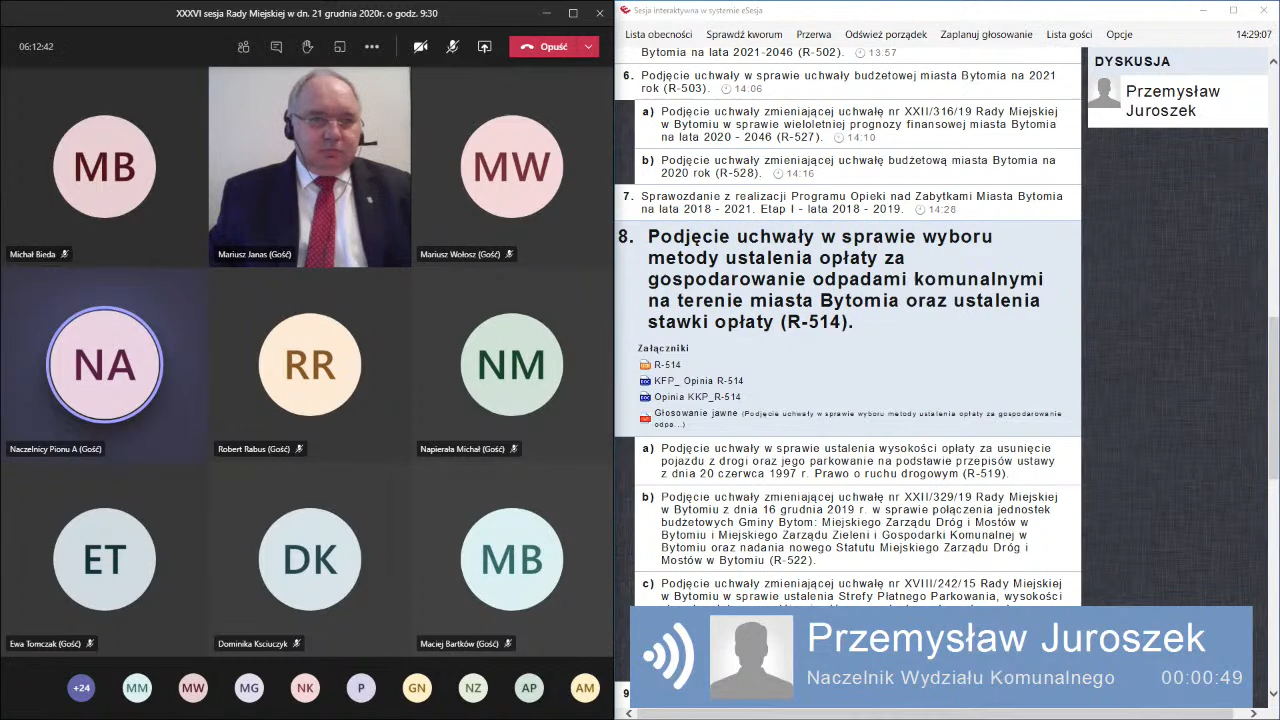 XXXVI sesja Rady Miejskiej w dn. 21 grudnia 2020r. o godz. 9:30
06:12:42
Opuść
MB
Michał Bieda
Mariusz Janas (Gość)
MW
Mariusz Wołosz (Gość)
NA
Naczelnicy Pionu A (Gość)
RR
Robert Rabus (Gość)
NM
Napierała Michał (Gość)
ET
Ewa Tomczak (Gość)
DK
Dominika Ksciuczyk
MB
Maciej Bartków (Gość)
+24
MM
MW
MG
NK
P
GN
NZ
AP
AM
Sesja interaktywna w systemie eSesja
Lista obecności Sprawdź kworum Przerwa Odśwież porządek Zaplanuj głosowanie Lista gości Opcje 14:29:07
Bytomia na lata 2021-2046 (R-502). 13:57
6. Podjęcie uchwały w sprawie uchwały budżetowej miasta Bytomia na 2021
rok (R-503). 14:06
a) Podjęcie uchwały zmieniającej uchwałę nr XXII/316/19 Rady Miejskiej
w Bytomiu w sprawie wieloletniej prognozy finansowej miasta Bytomia
na lata 2020 - 2046 (R-527). 14:10
b) Podjęcie uchwały zmieniającej uchwałę budżetową miasta Bytomia na
2020 rok (R-528). 14:16
7. Sprawozdanie z realizacji Programu Opieki nad Zabytkami Miasta Bytomia
na lata 2018 - 2021. Etap I - lata 2018 - 2019. 14:28
8. Podjęcie uchwały w sprawie wyboru
metody ustalenia opłaty za
gospodarowanie odpadami komunalnymi
na terenie miasta Bytomia oraz ustalenia
stawki opłaty (R-514).
Załączniki
R-514
KFP_ Opinia R-514
Opinia KKP_R-514
Głosowanie jawne (Podjęcie uchwały w sprawie wyboru metody ustalenia opłaty za gospodarowanie
odpa...)
a) Podjęcie uchwały w sprawie ustalenia wysokości opłaty za usunięcie
pojazdu z drogi oraz jego parkowanie na podstawie przepisów ustawy
z dnia 20 czerwca 1997 r. Prawo o ruchu drogowym (R-519).
b) Podjęcie uchwały zmieniającej uchwałę nr XXII/329/19 Rady Miejskiej
w Bytomiu z dnia 16 grudnia 2019 r. w sprawie połączenia jednostek
budżetowych Gminy Bytom: Miejskiego Zarządu Dróg i Mostów w
Bytomiu i Miejskiego Zarządu Zieleni i Gospodarki Komunalnej w
Bytomiu oraz nadania nowego Statutu Miejskiego Zarządu Dróg i
Mostów w Bytomiu (R-522).
c) Podjęcie uchwały zmieniającej uchwałę nr XVIII/242/15 Rady Miejskiej
w Bytomiu w sprawie ustalenia Strefy Płatnego Parkowania, wysokości
9
DYSKUSJA
Przemysław
Juroszek
Przemysław Juroszek
Naczelnik Wydziału Komunalnego 00:00:49